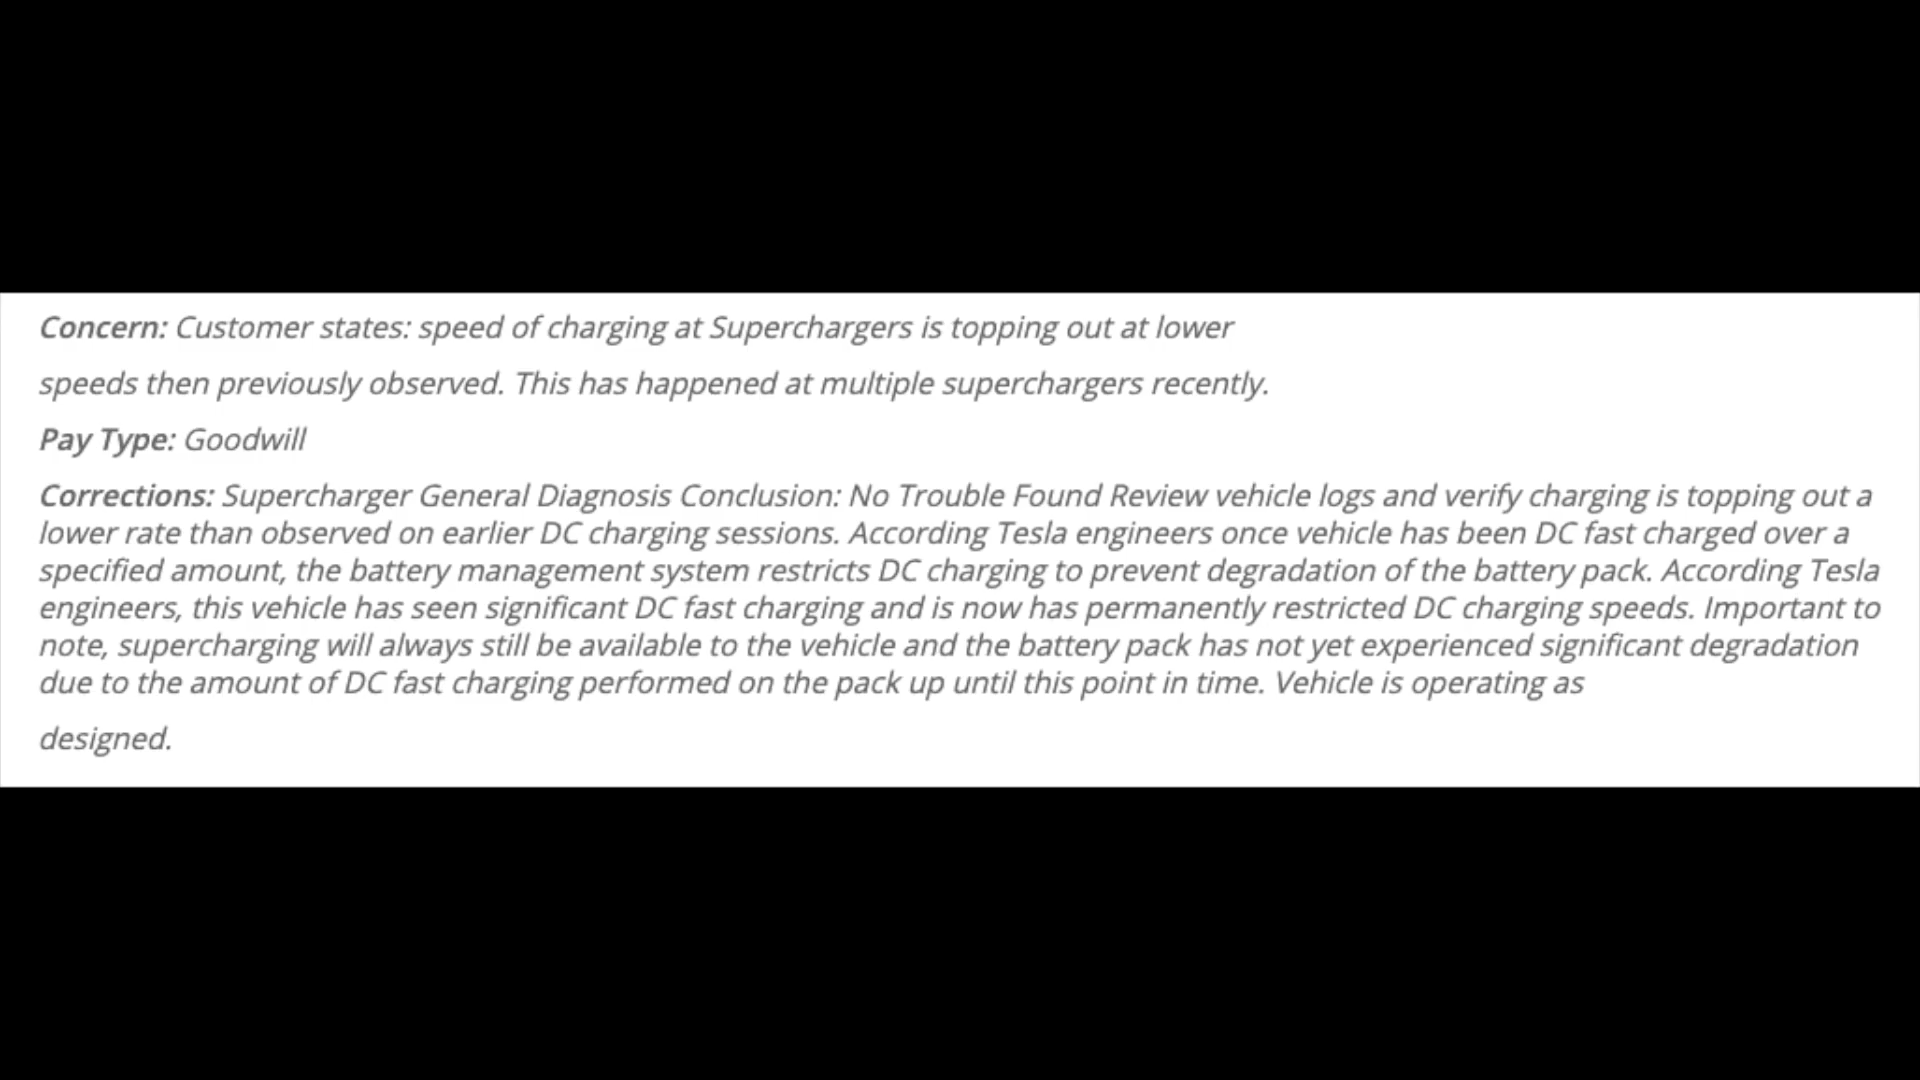 Concern: Customer states: speed of charging at Superchargers is topping out at lower
speeds then previously observed. This has happened at multiple superchargers recently.
Pay Type: Goodwill
Corrections: Supercharger General Diagnosis Conclusion: No Trouble Found Review vehicle logs and verify charging is topping out a
lower rate than observed on earlier DC charging sessions. According Tesla engineers once vehicle has been DC fast charged over a
specified amount, the battery management system restricts DC charging to prevent degradation of the battery pack. According Tesla
engineers, this vehicle has seen significant DC fast charging and is now has permanently restricted DC charging speeds. Important to
note, supercharging will always still be available to the vehicle and the battery pack has not yet experienced significant degradation
due to the amount of DC fast charging performed on the pack up until this point in time. Vehicle is operating as
designed.